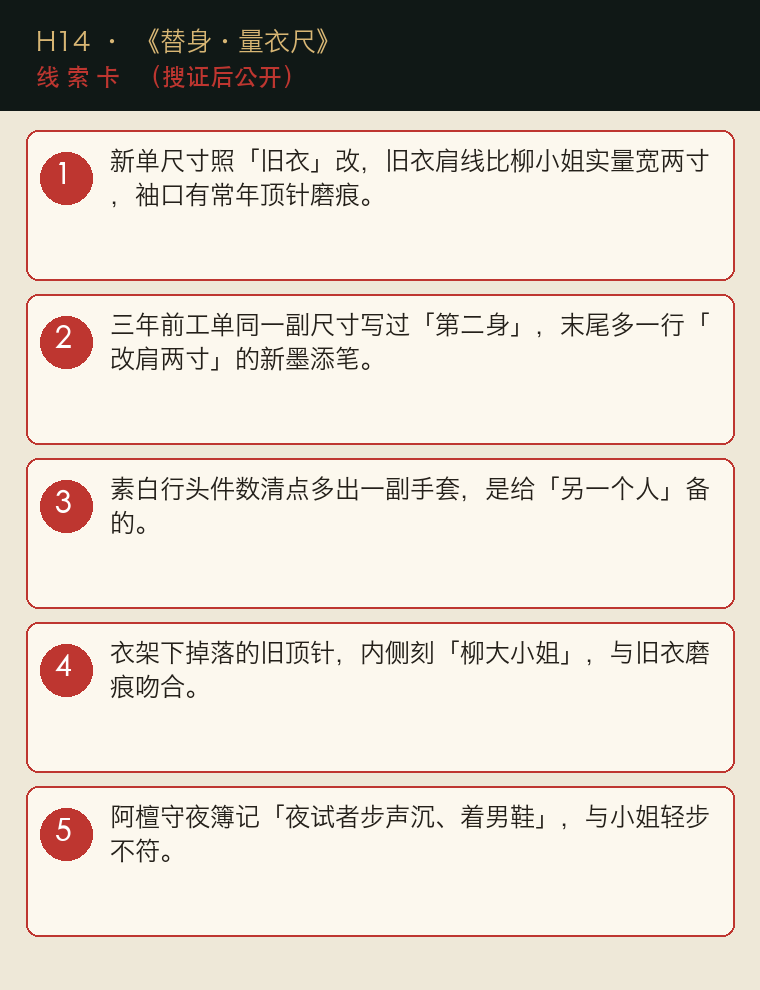 H14 · 《替身·量衣尺》
线索卡 （搜证后公开）
1
新单尺寸照「旧衣」改，旧衣肩线比柳小姐实量宽两寸
，袖口有常年顶针磨痕。
2
三年前工单同一副尺寸写过「第二身」，末尾多一行「
改肩两寸」的新墨添笔。
3
素白行头件数清点多出一副手套，是给「另一个人」备
的。
4
衣架下掉落的旧顶针，内侧刻「柳大小姐」，与旧衣磨
痕吻合。
5
阿檀守夜簿记「夜试者步声沉、着男鞋」，与小姐轻步
不符。